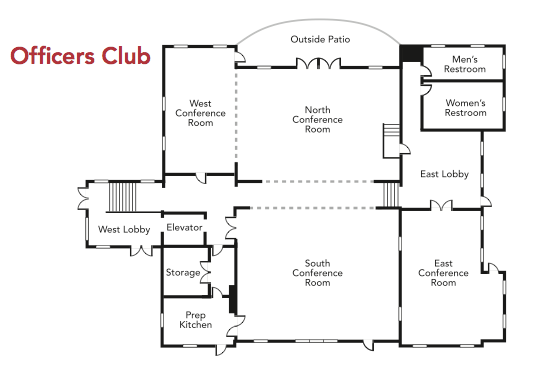 Officers Club
Outside Patio
Men's
Restroom
Women's
Restroom
West
Conference
Room
North
Conference
Room
East Lobby
West Lobby
Elevator
Storage
South
Conference
Room
East
Conference
Room
Prep
Kitchen